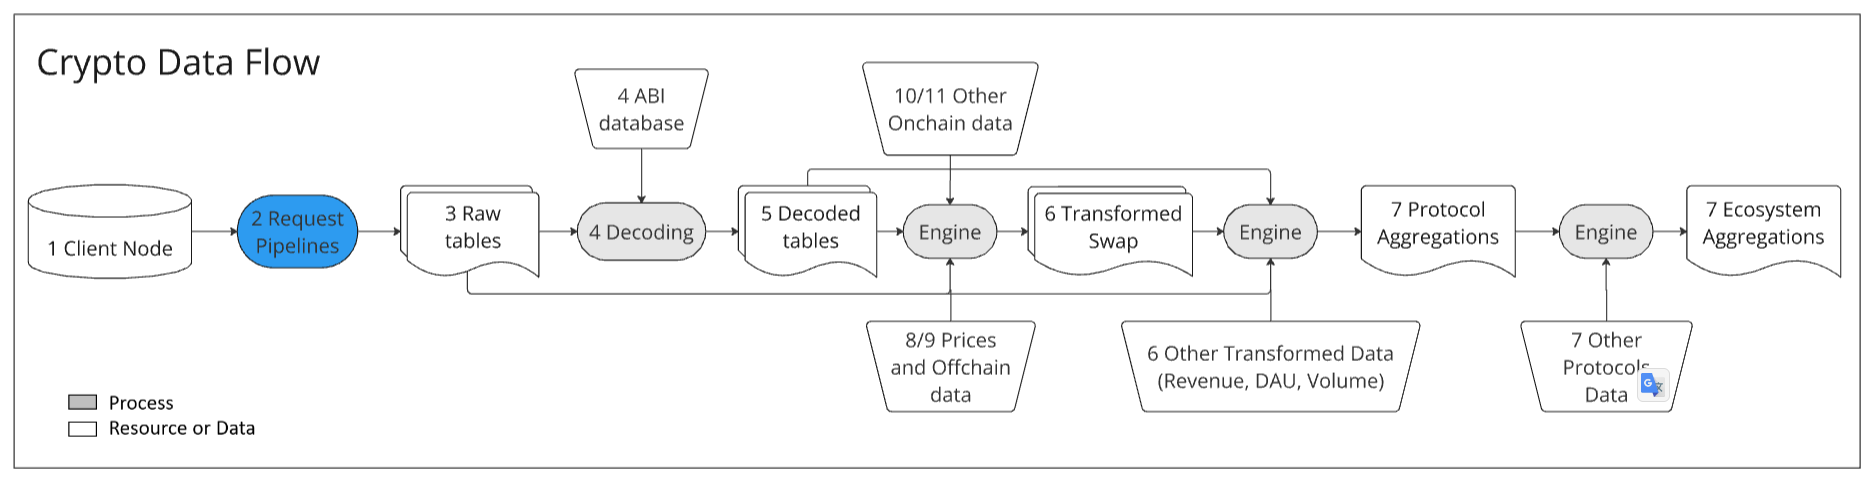 Crypto Data Flow
4 ABI
database
10/11 Other
Onchain data
1 Client Node
2 Request
Pipelines
3 Raw
tables
4 Decoding
5 Decoded
tables
Engine
6 Transformed
Swap
Engine
7 Protocol
Aggregations
Engine
7 Ecosystem
Aggregations
8/9 Prices
and Offchain
data
6 Other Transformed Data
(Revenue, DAU, Volume)
7 Other
Protocols
Data
Process
Resource or Data